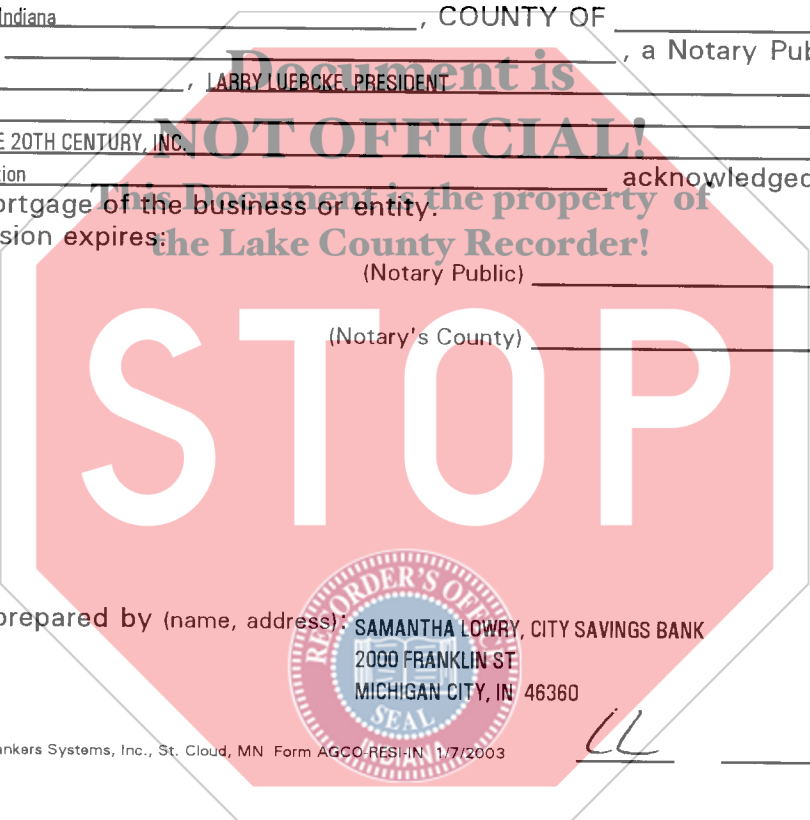 Indiana , COUNTY OF
, a Notary Pub
Document is
, LARRY LUEBCKE, PRESIDENT
NOT OFFICIAL!
E 20TH CENTURY, INC.
tion acknowledged
This Document is the property of
ortgage of the business or entity.
sion expires:
the Lake County Recorder!
(Notary Public)
(Notary's County)
STOP
RECORDER'S OFFICE
prepared by (name, address): SAMANTHA LOWRY, CITY SAVINGS BANK
2000 FRANKLIN ST
MICHIGAN CITY, IN 46360
SEAL
INDIANA
ankers Systems, Inc., St. Cloud, MN Form AGCO-RESI-IN 1/7/2003